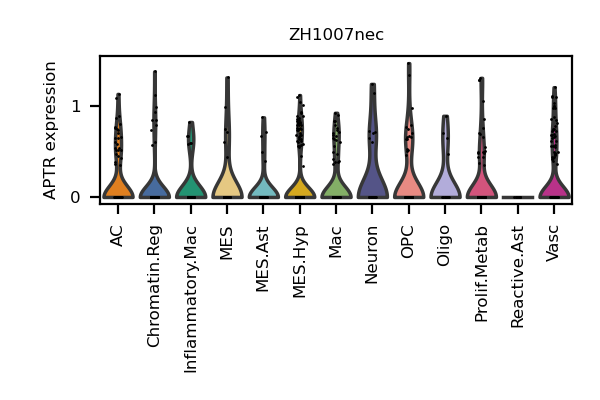 ZH1007nec
APTR expression
1
0
AC
Chromatin.Reg
Inflammatory.Mac
MES
MES.Ast
MES.Hyp
Mac
Neuron
OPC
Oligo
Prolif.Metab
Reactive.Ast
Vasc